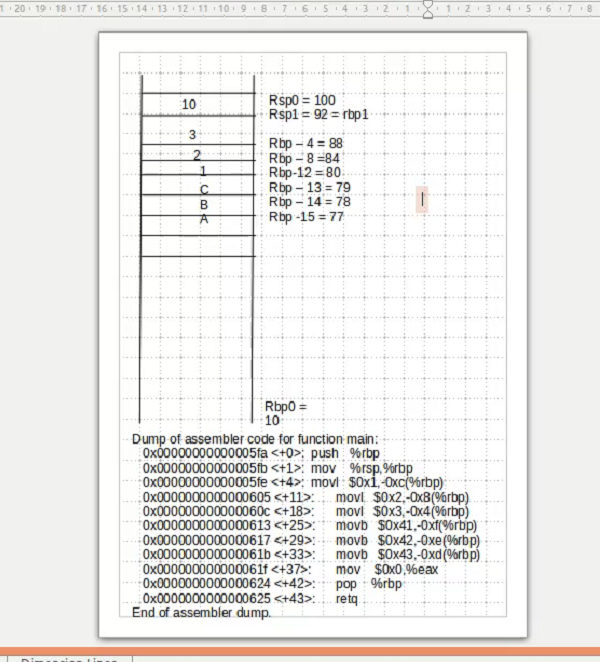 1 · 20 · 19 · 18 · 17 · 16 · 15 · 14 · 13 · 12 · 11 · 10 · 9 · 8 · 7 · 6 · 5 · 4 · 3 · 2 · 1 · 1 · 2 · 3 · 4 · 5 · 6 · 7 · 8
10
Rsp0 = 100
Rsp1 = 92 = rbp1
3
Rbp – 4 = 88
2
Rbp – 8 =84
1
Rbp-12 = 80
C
Rbp – 13 = 79
B
Rbp – 14 = 78
A
Rbp -15 = 77
Rbp0 =
10
Dump of assembler code for function main:
0x00000000000005fa <+0>: push %rbp
0x00000000000005fb <+1>: mov %rsp,%rbp
0x00000000000005fe <+4>: movl $0x1,-0xc(%rbp)
0x0000000000000605 <+11>: movl $0x2,-0x8(%rbp)
0x000000000000060c <+18>: movl $0x3,-0x4(%rbp)
0x0000000000000613 <+25>: movb $0x41,-0xf(%rbp)
0x0000000000000617 <+29>: movb $0x42,-0xe(%rbp)
0x000000000000061b <+33>: movb $0x43,-0xd(%rbp)
0x000000000000061f <+37>: mov $0x0,%eax
0x0000000000000624 <+42>: pop %rbp
0x0000000000000625 <+43>: retq
End of assembler dump.
Dimension Lines